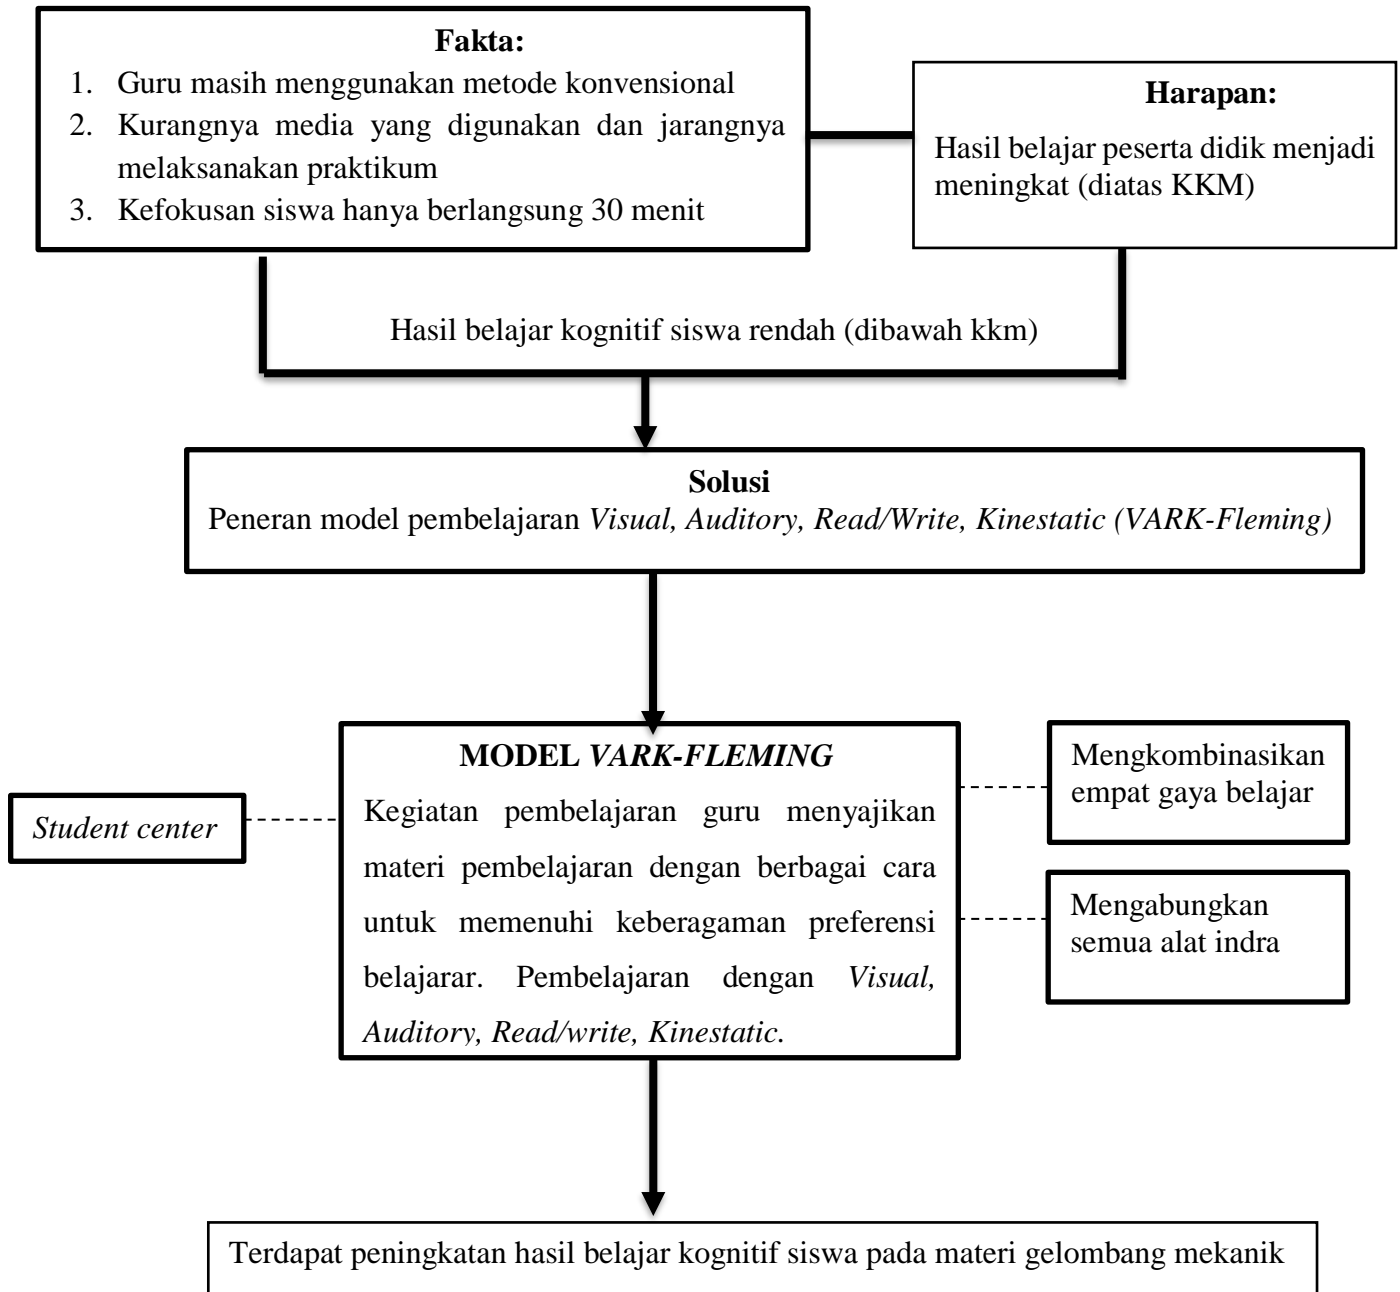 Fakta:
1. Guru masih menggunakan metode konvensional
2. Kurangnya media yang digunakan dan jarangnya
melaksanakan praktikum
3. Kefokusan siswa hanya berlangsung 30 menit
Harapan:
Hasil belajar peserta didik menjadi
meningkat (diatas KKM)
Hasil belajar kognitif siswa rendah (dibawah kkm)
Solusi
Peneran model pembelajaran Visual, Auditory, Read/Write, Kinestatic (VARK-Fleming)
MODEL VARK-FLEMING
Kegiatan pembelajaran guru menyajikan
materi pembelajaran dengan berbagai cara
untuk memenuhi keberagaman preferensi
belajarar. Pembelajaran dengan Visual,
Auditory, Read/write, Kinestatic.
Student center
Mengkombinasikan
empat gaya belajar
Mengabungkan
semua alat indra
Terdapat peningkatan hasil belajar kognitif siswa pada materi gelombang mekanik